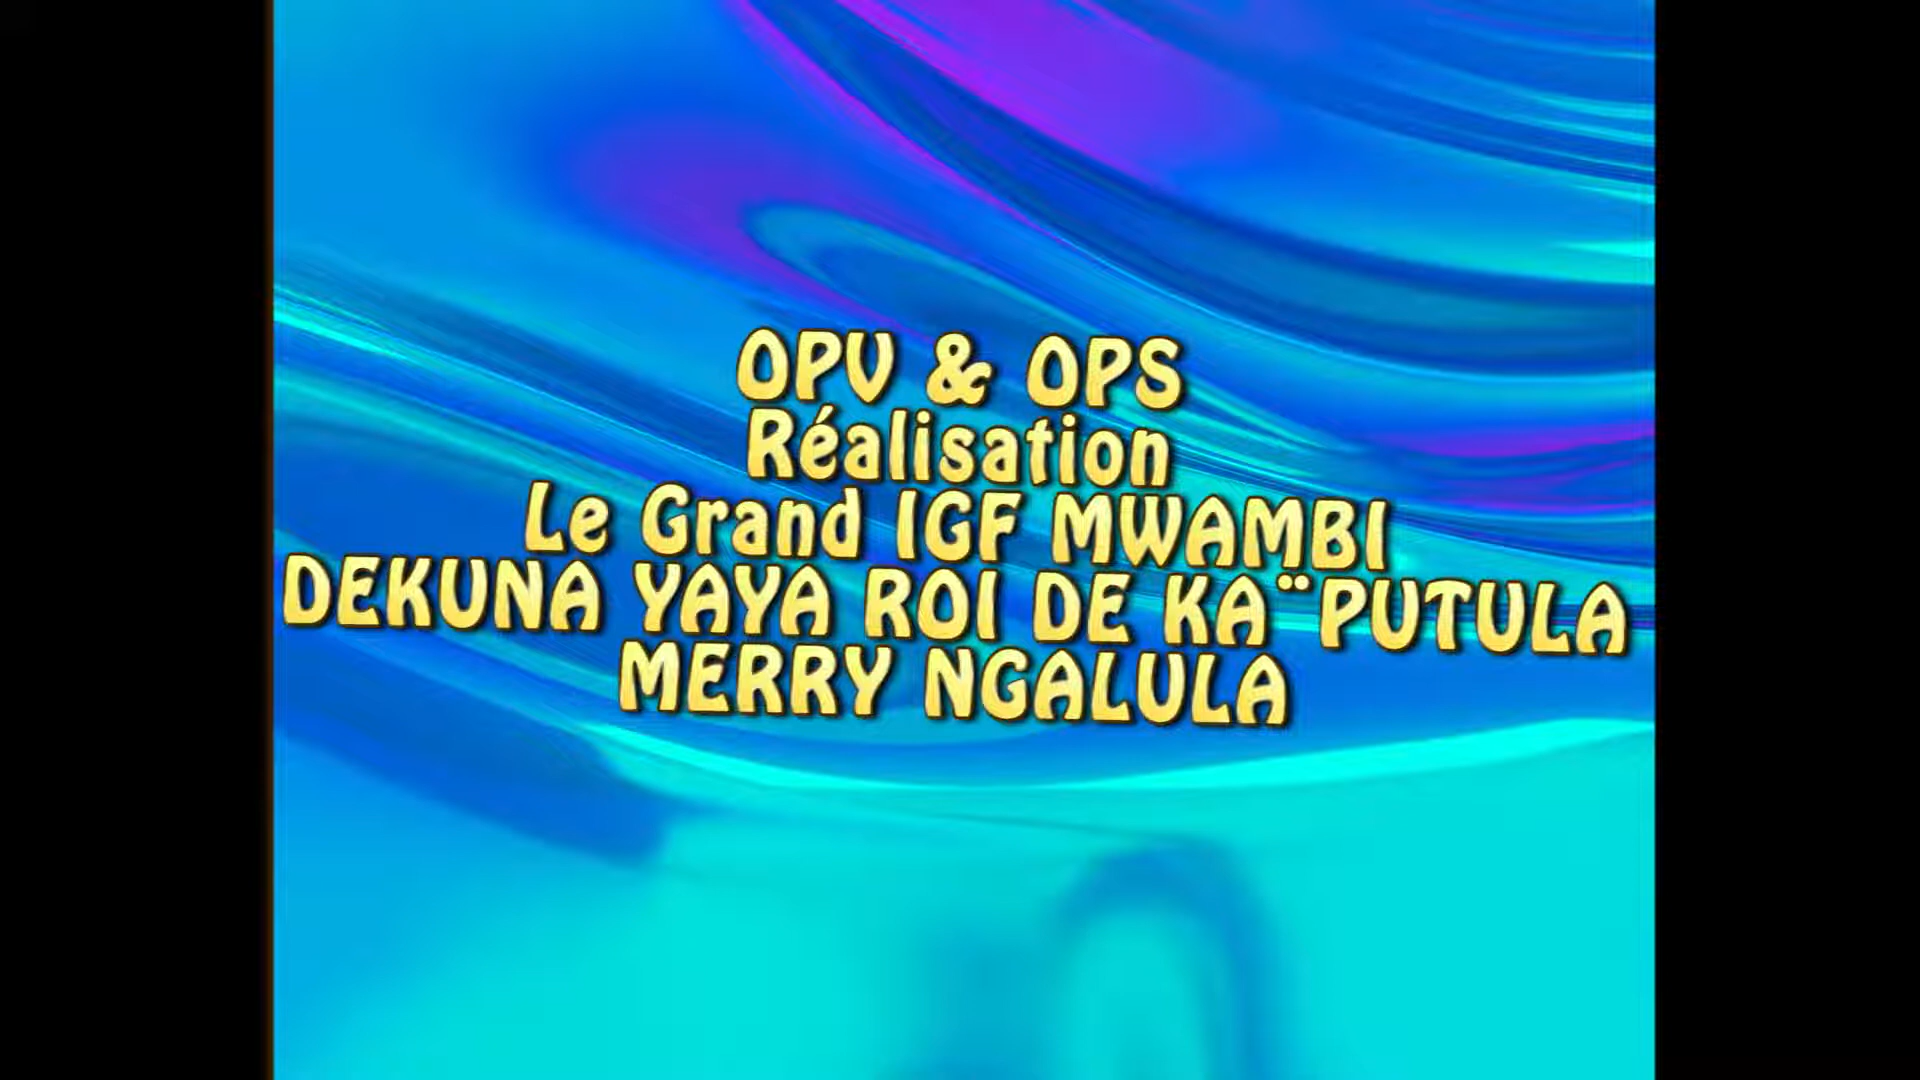 OPV & OPS
Réalisation
Le Grand IGF MWAMBI
DEKUNA YAYA ROI DE KA¨PUTULA
MERRY NGALULA